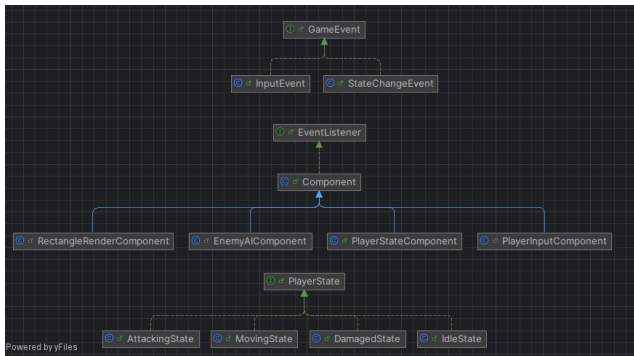 GameEvent
InputEvent
StateChangeEvent
EventListener
Component
RectangleRenderComponent
EnemyAIComponent
PlayerStateComponent
PlayerInputComponent
PlayerState
AttackingState
MovingState
DamagedState
IdleState
Powered by yFiles